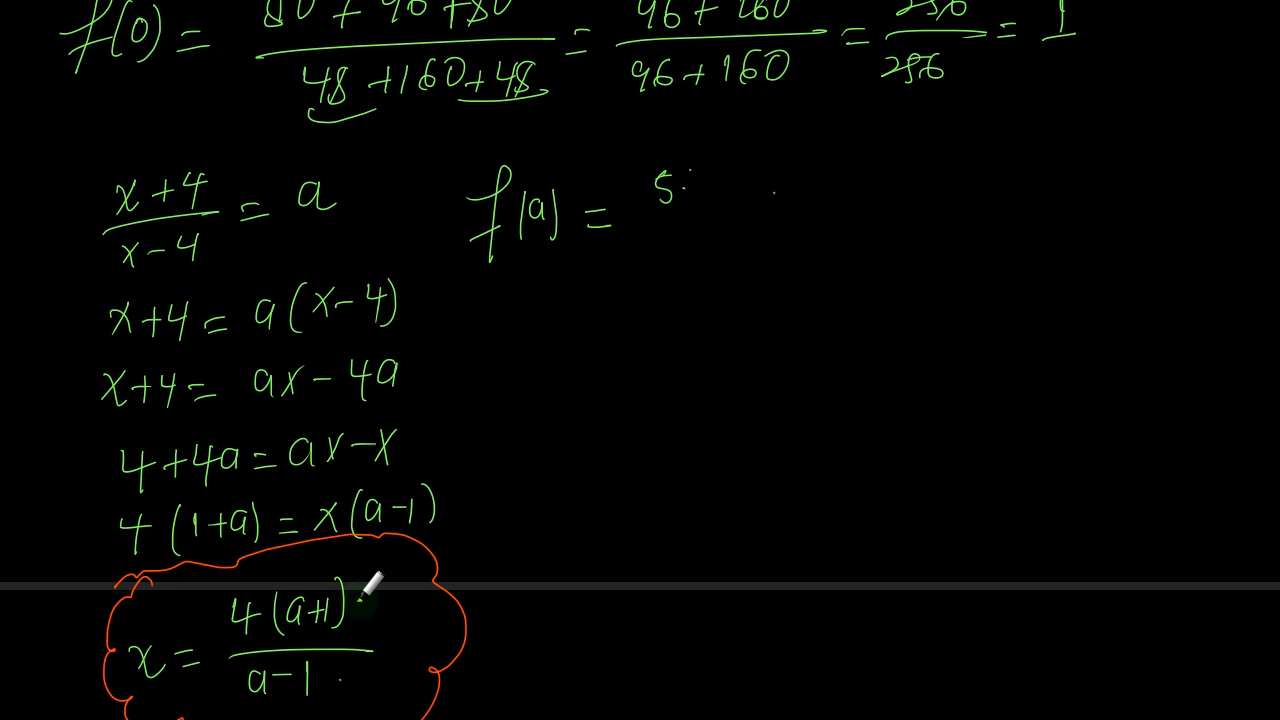 f(0) = 80 + 96 + 80 / 48 + 160 + 48 = 96 + 160 / 96 + 160 = 256 / 256 = 1
x+4 / x-4 = a
f(a) = 5
x+4 = a(x-4)
x+4 = ax - 4a
4+4a = ax - x
4(1+a) = x(a-1)
x = 4(a+1) / a-1